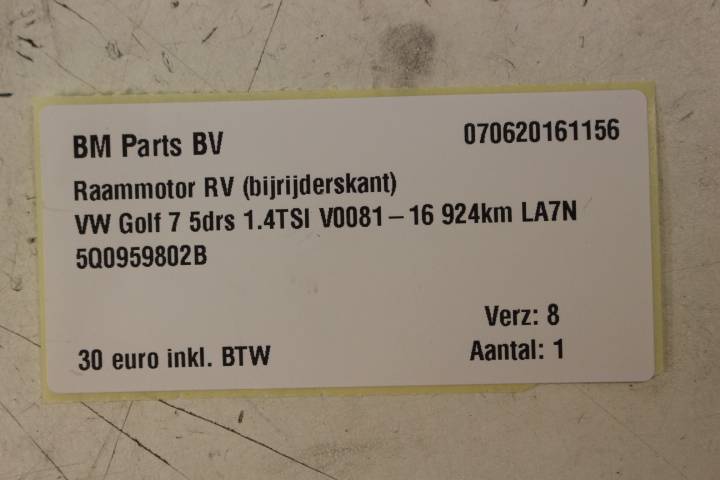 BM Parts BV 070620161156
Raammotor RV (bijrijderskant)
VW Golf 7 5drs 1.4TSI V0081 – 16 924km LA7N
5Q0959802B
Verz: 8
30 euro inkl. BTW Aantal: 1